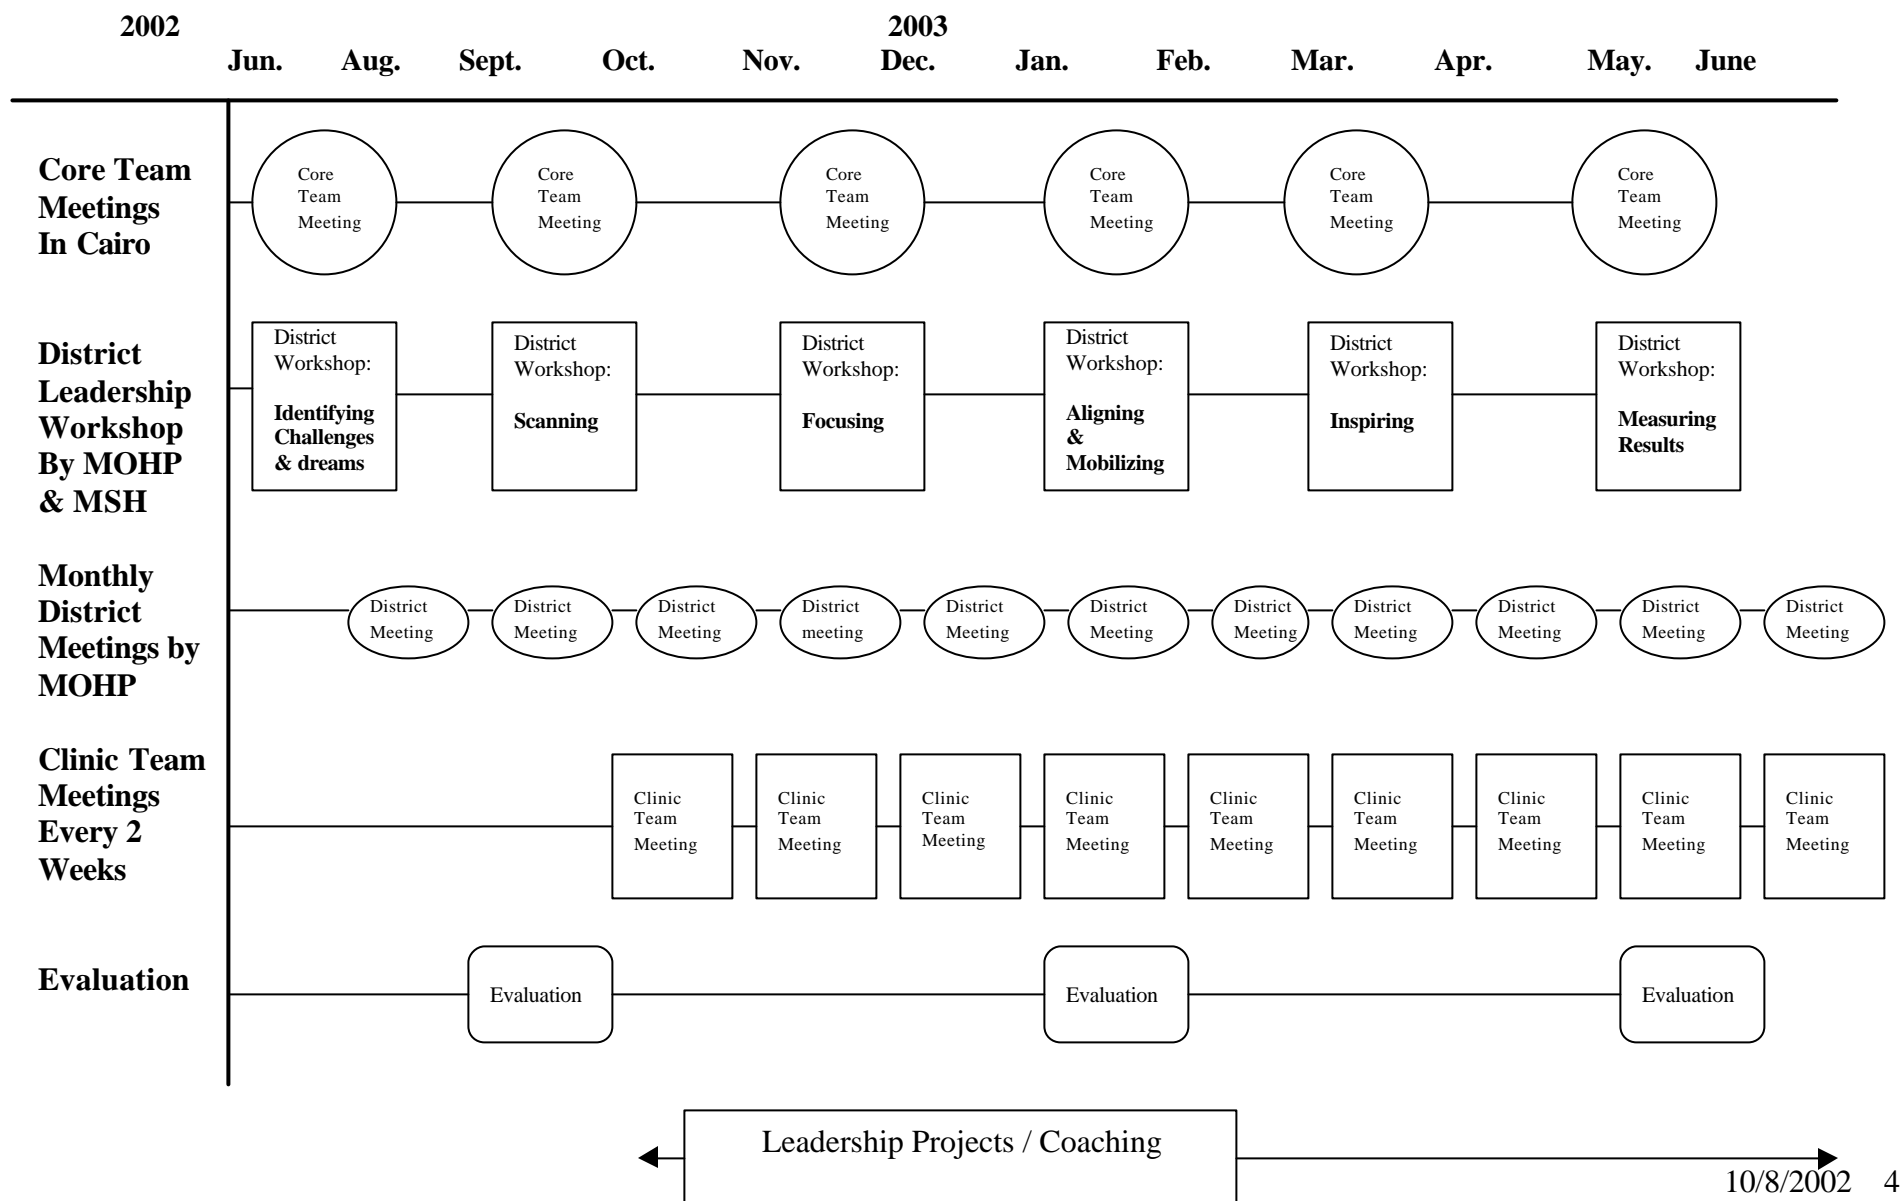 2002 2003
Jun. Aug. Sept. Oct. Nov. Dec. Jan. Feb. Mar. Apr. May. June
Core Team
Meetings
In Cairo
Core
Team
Meeting
Core
Team
Meeting
Core
Team
Meeting
Core
Team
Meeting
Core
Team
Meeting
Core
Team
Meeting
District
Leadership
Workshop
By MOHP
& MSH
District
Workshop:
Identifying
Challenges
& dreams
District
Workshop:
Scanning
District
Workshop:
Focusing
District
Workshop:
Aligning
&
Mobilizing
District
Workshop:
Inspiring
District
Workshop:
Measuring
Results
Monthly
District
Meetings by
MOHP
District
Meeting
District
Meeting
District
Meeting
District
meeting
District
Meeting
District
Meeting
District
Meeting
District
Meeting
District
Meeting
District
Meeting
District
Meeting
Clinic Team
Meetings
Every 2
Weeks
Clinic
Team
Meeting
Clinic
Team
Meeting
Clinic
Team
Meeting
Clinic
Team
Meeting
Clinic
Team
Meeting
Clinic
Team
Meeting
Clinic
Team
Meeting
Clinic
Team
Meeting
Clinic
Team
Meeting
Evaluation
Evaluation
Evaluation
Evaluation
Leadership Projects / Coaching
10/8/2002 4